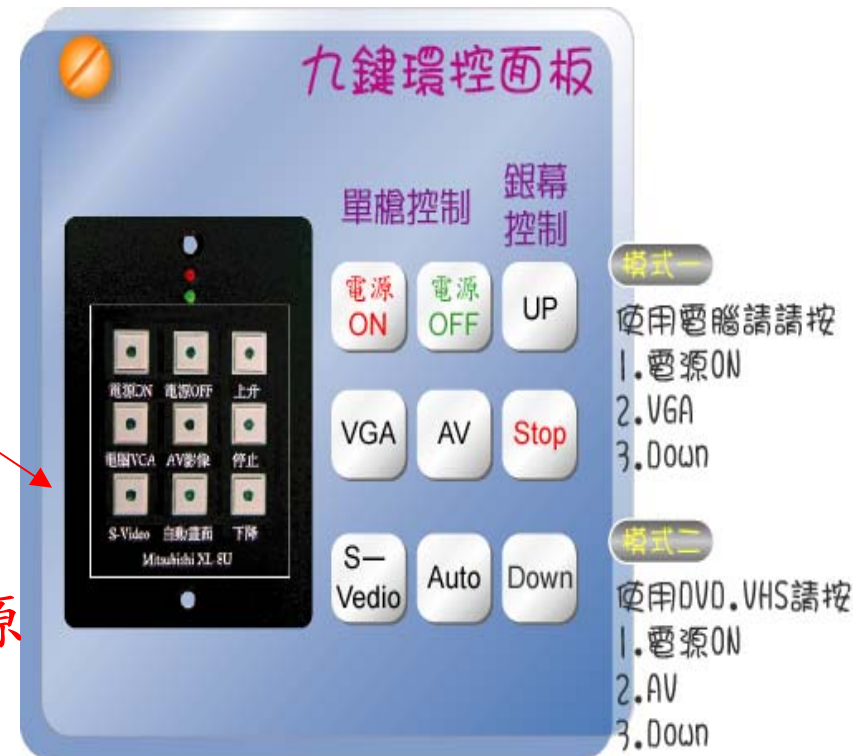 九鍵環控面板
單槍控制
銀幕
控制
電源
ON
電源
OFF
UP
VGA
AV
Stop
S—
Vedio
Auto
Down
電源ON 電源OFF 上升
電腦VGA AV影像 停止
S-Video 自動畫面 下降
Mitsubishi XL 8U
源
模式一
使用電腦請請按
1.電源ON
2.VGA
3.Down
模式二
使用DVD.VHS請按
1.電源ON
2.AV
3.Down